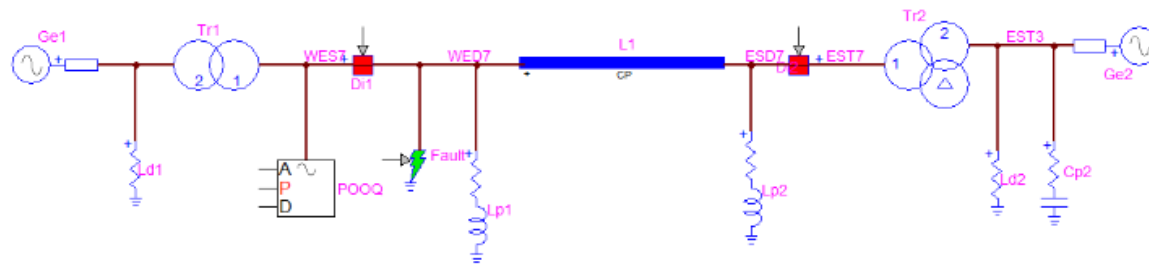 Ge1
Tr1
2
1
WES7
Di1
WED7
L1
CP
ESD7
D
EST7
Tr2
1
2
EST3
Ge2
Ld1
A
P
D
POOQ
Fault
Lp1
Lp2
Ld2
Cp2